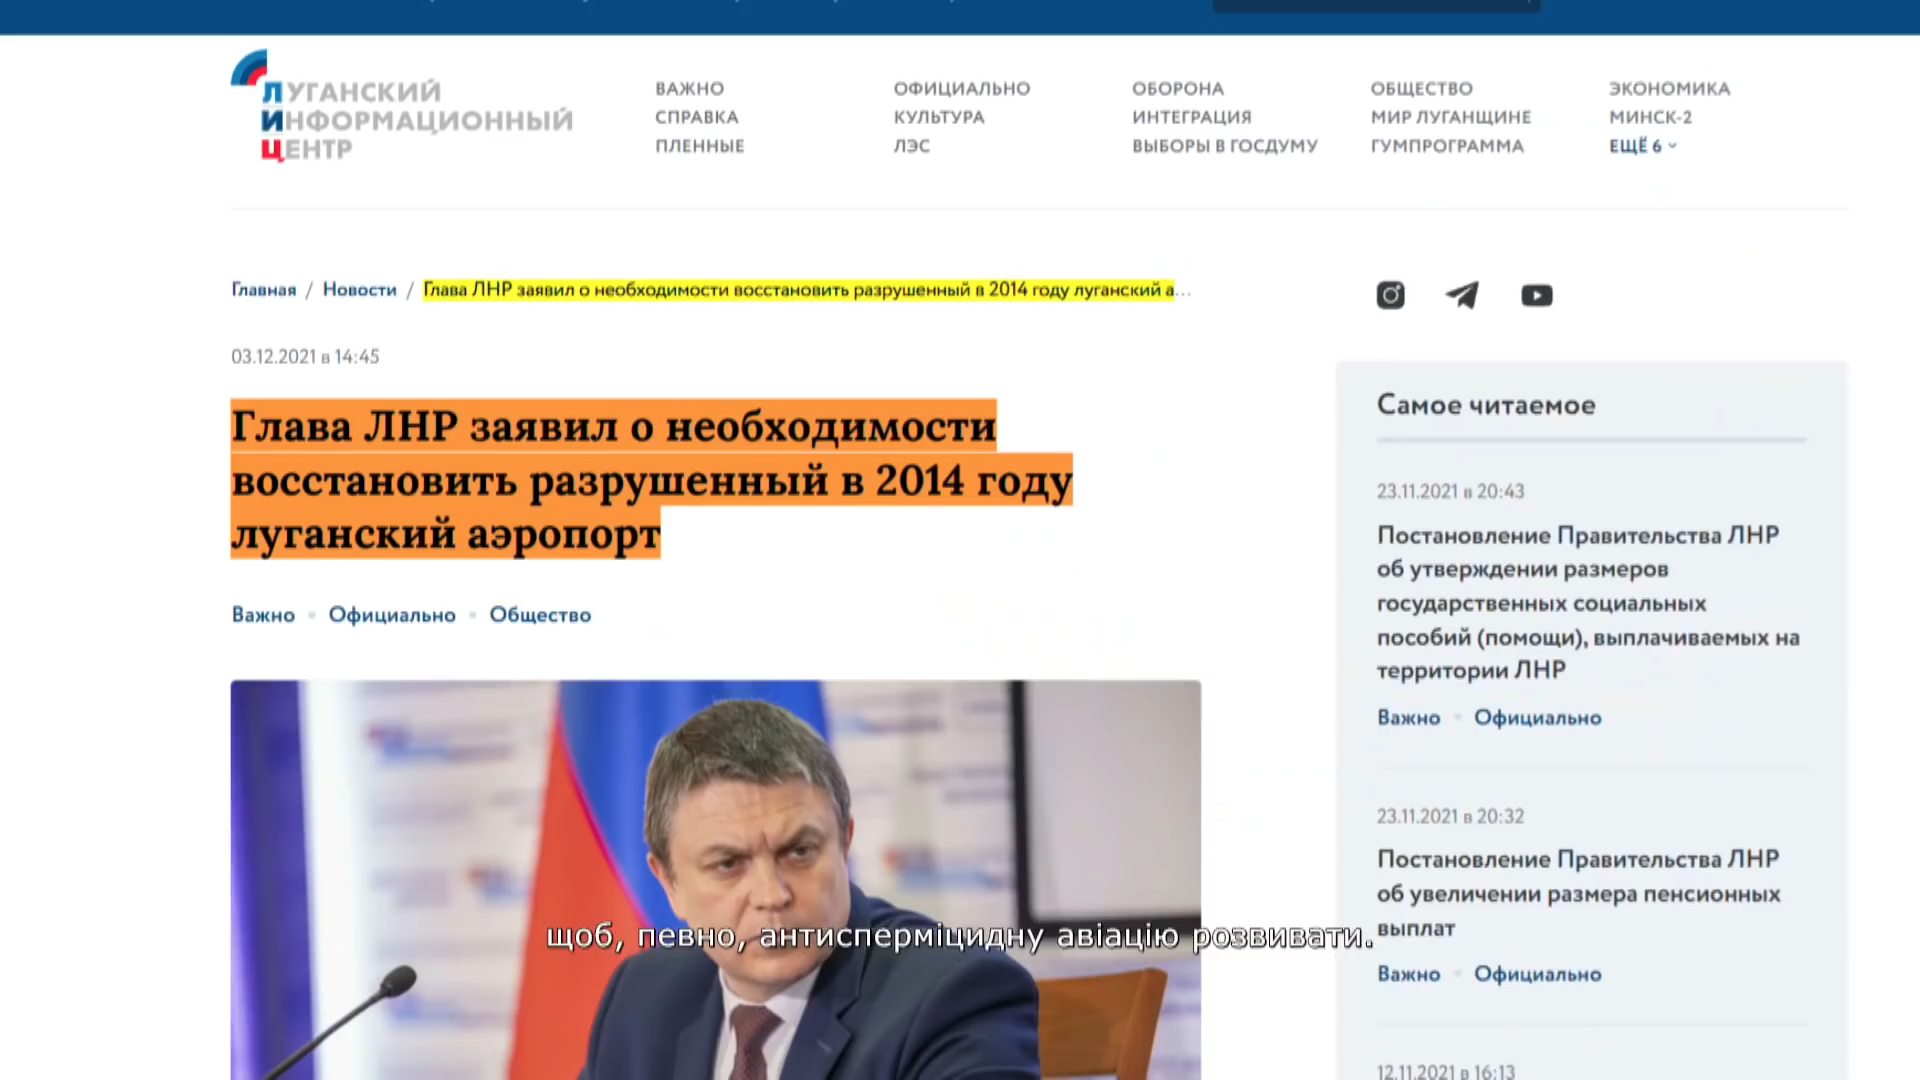 ЛУГАНСКИЙ
ИНФОРМАЦИОННЫЙ
ЦЕНТР
ВАЖНО
СПРАВКА
ПЛЕННЫЕ
ОФИЦИАЛЬНО
КУЛЬТУРА
ЛЭС
ОБОРОНА
ИНТЕГРАЦИЯ
ВЫБОРЫ В ГОСДУМУ
ОБЩЕСТВО
МИР ЛУГАНЩИНЕ
ГУМПРОГРАММА
ЭКОНОМИКА
МИНСК-2
ЕЩЁ 6
Главная / Новости / Глава ЛНР заявил о необходимости восстановить разрушенный в 2014 году луганский а...
03.12.2021 в 14:45
Глава ЛНР заявил о необходимости
восстановить разрушенный в 2014 году
луганский аэропорт
Важно • Официально • Общество
щоб, певно, антисперміцидну авіацію розвивати.
Самое читаемое
23.11.2021 в 20:43
Постановление Правительства ЛНР
об утверждении размеров
государственных социальных
пособий (помощи), выплачиваемых на
территории ЛНР
Важно • Официально
23.11.2021 в 20:32
Постановление Правительства ЛНР
об увеличении размера пенсионных
выплат
Важно • Официально
12.11.2021 в 16:13